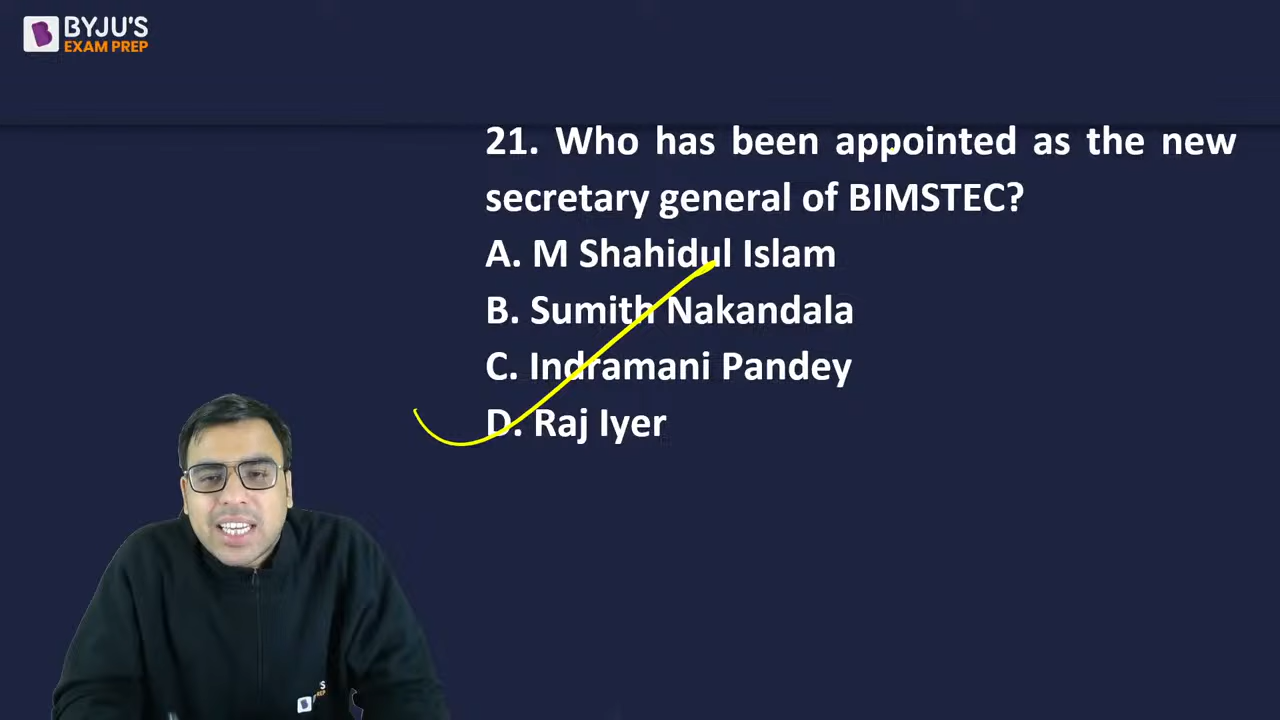 BYJU'S
EXAM PREP
21. Who has been appointed as the new
secretary general of BIMSTEC?
A. M Shahidul Islam
B. Sumith Nakandala
C. Indramani Pandey
D. Raj Iyer